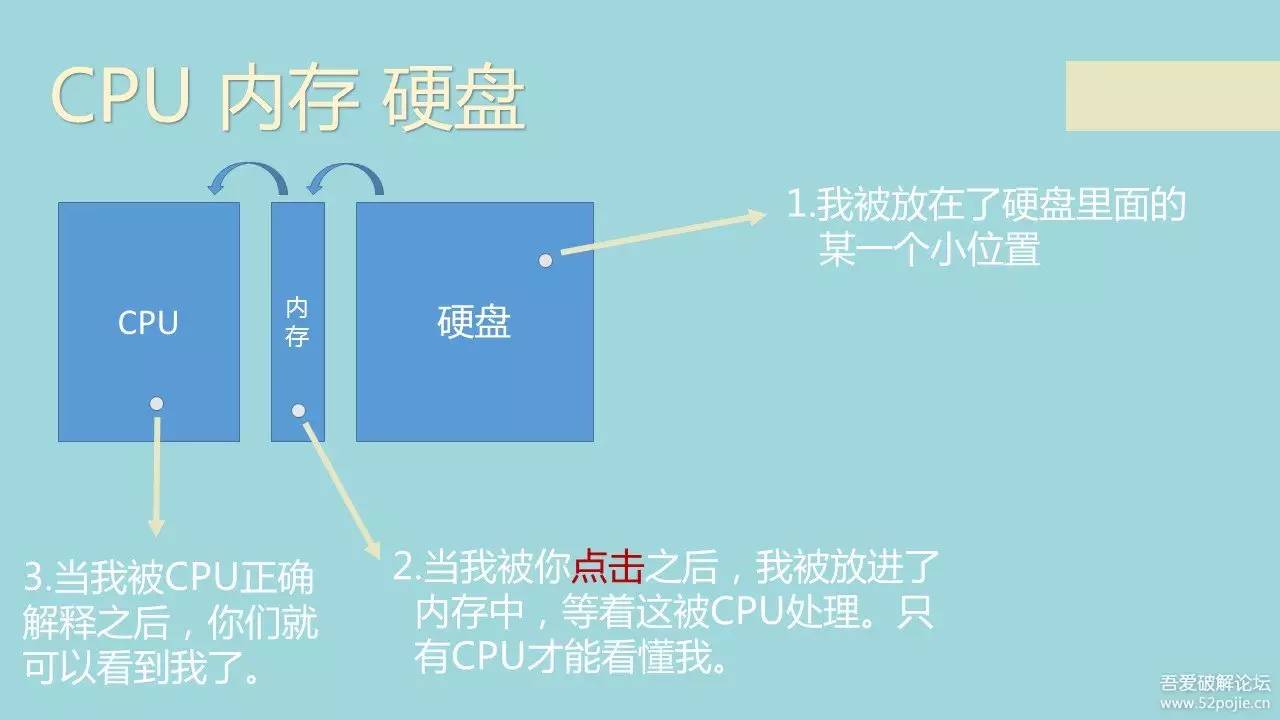 CPU 内存 硬盘
CPU
内
存
硬盘
1.我被放在了硬盘里面的
某一个小位置
2.当我被你点击之后，我被放进了
内存中，等着这被CPU处理。只
有CPU才能看懂我。
3.当我被CPU正确
解释之后，你们就
可以看到我了。
吾爱破解论坛
www.52pojie.cn